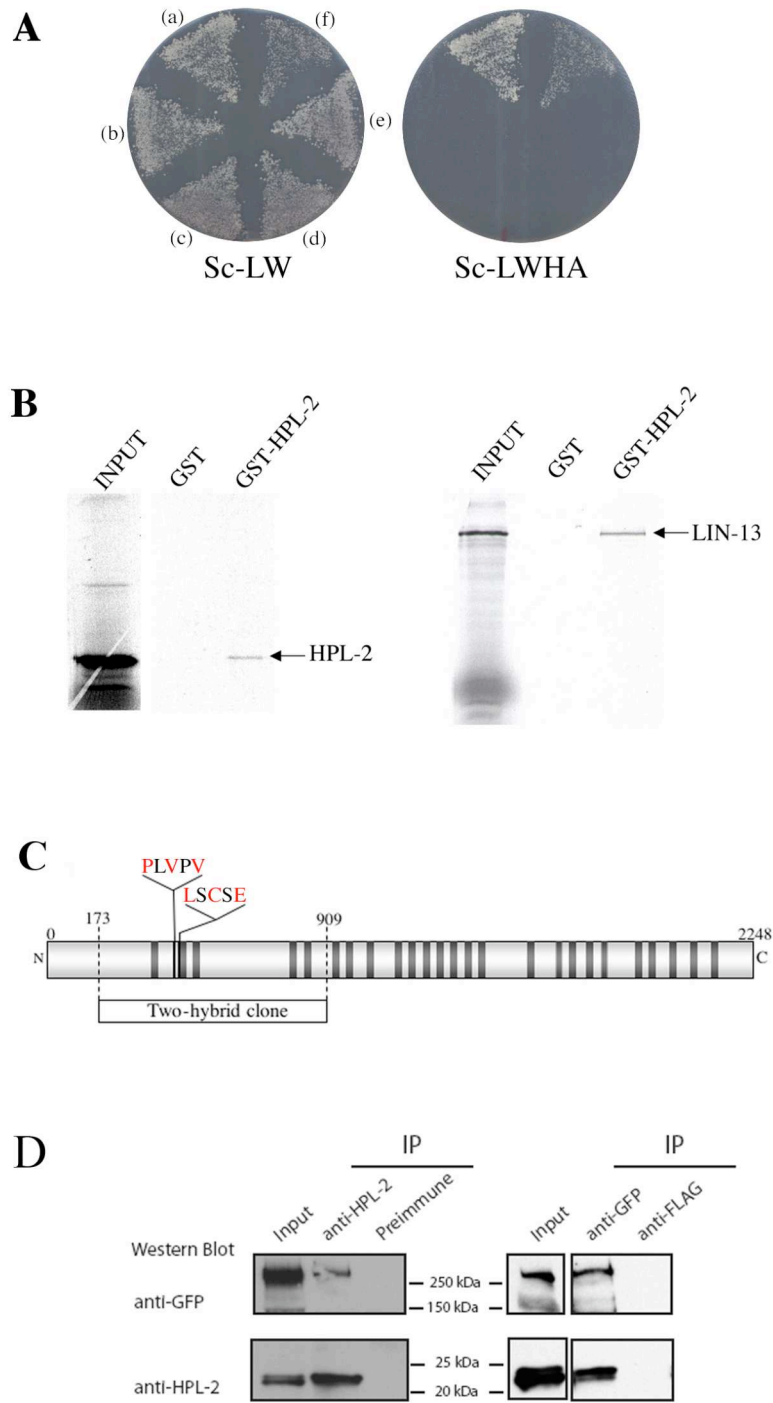 A
(a)
(f)
(b)
(e)
(c)
(d)
Sc-LW
Sc-LWHA
B
INPUT
GST
GST-HPL-2
HPL-2
INPUT
GST
GST-HPL-2
LIN-13
C
PLVPV
LSCSE
0
173
909
2248
N
C
Two-hybrid clone
D
IP
IP
Input
anti-HPL-2
Preimmune
Input
anti-GFP
anti-FLAG
Western Blot
anti-GFP
250 kDa
150 kDa
anti-HPL-2
25 kDa
20 kDa